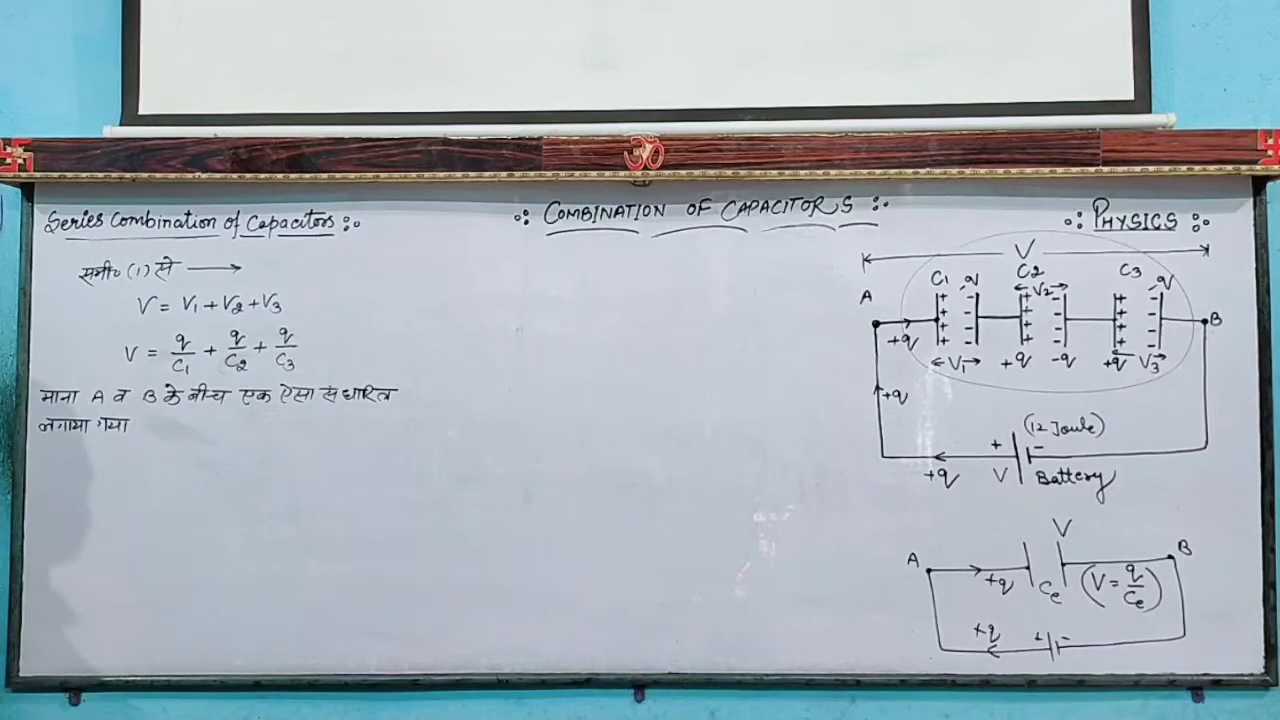 Series Combination of Capacitors :•
•: COMBINATION OF CAPACITORS :•
•: PHYSICS :•
समी० (1) से →
V = V1 + V2 + V3
V = q/C1 + q/C2 + q/C3
माना A व B के बीच एक ऐसा संधारित्र
लगाया गया
V
C1 -q C2 C3 -q
V2
A B
+ - + - + -
+ - + - + -
+ - + - + -
+ - + - + -
+q
V1 +q -q +q V3
+q
(12 Joule)
+ -
+q V Battery
V
A B
+q Ce (V = q/Ce)
+q + -
ॐ